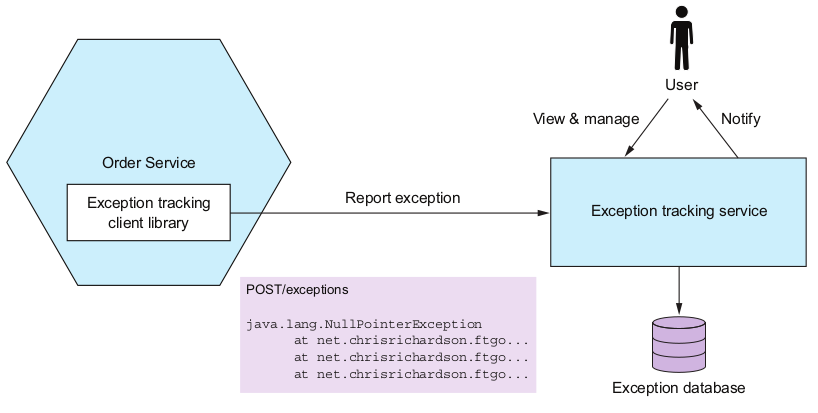 User
View & manage
Notify
Order Service
Exception tracking
client library
Report exception
Exception tracking service
POST/exceptions
java.lang.NullPointerException
at net.chrisrichardson.ftgo...
at net.chrisrichardson.ftgo...
at net.chrisrichardson.ftgo...
Exception database